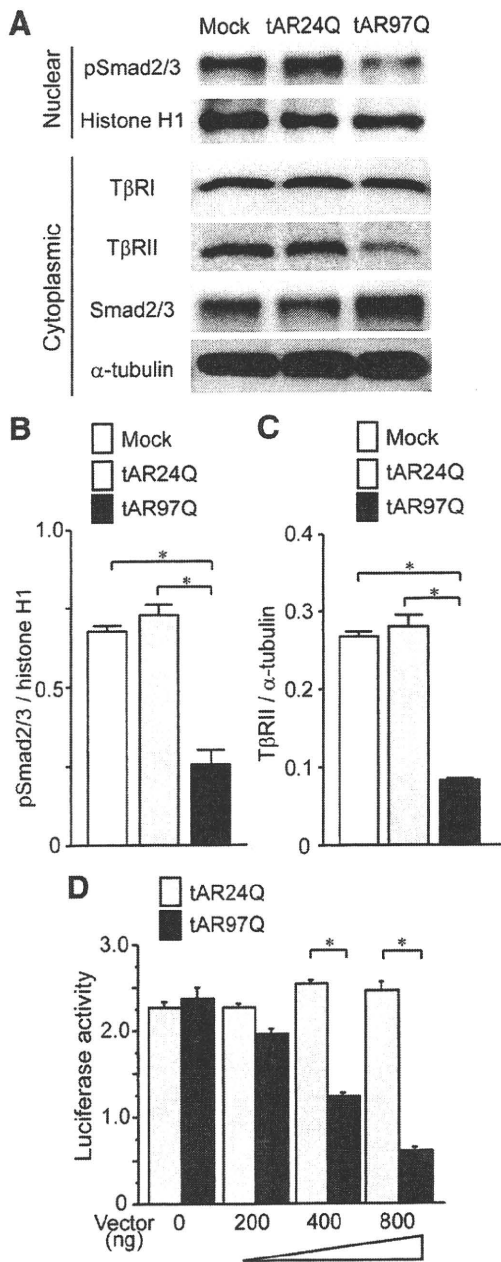 A
Mock tAR24Q tAR97Q
Nuclear
pSmad2/3
Histone H1
Cytoplasmic
TβRI
TβRII
Smad2/3
α-tubulin
B
Mock
tAR24Q
tAR97Q
pSmad2/3 / histone H1
1.0
0.5
0
*
*
C
Mock
tAR24Q
tAR97Q
TβRII / α-tubulin
0.3
0.2
0.1
0
*
*
D
tAR24Q
tAR97Q
Luciferase activity
3.0
2.0
1.0
0
*
*
Vector (ng)
0 200 400 800